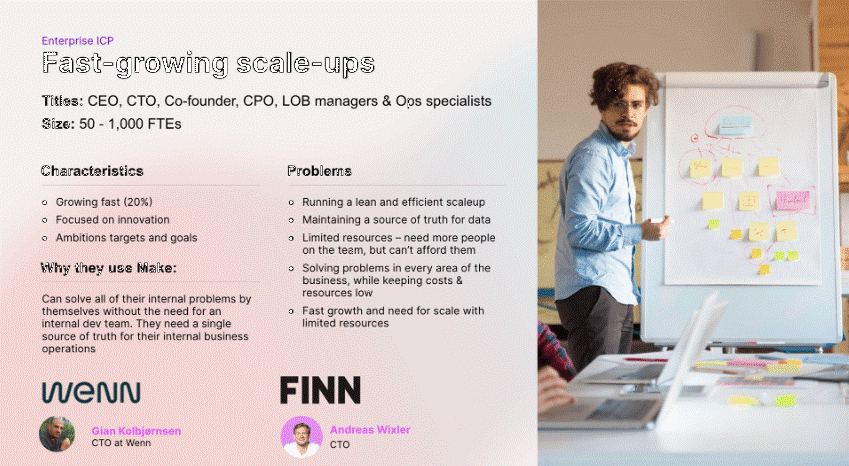 Enterprise ICP
Fast-growing scale-ups
Titles: CEO, CTO, Co-founder, CPO, LOB managers & Ops specialists
Size: 50 - 1,000 FTEs
Characteristics
Growing fast (20%)
Focused on innovation
Ambitions targets and goals
Why they use Make:
Can solve all of their internal problems by
themselves without the need for an
internal dev team. They need a single
source of truth for their internal business
operations
Problems
Running a lean and efficient scaleup
Maintaining a source of truth for data
Limited resources – need more people
on the team, but can't afford them
Solving problems in every area of the
business, while keeping costs &
resources low
Fast growth and need for scale with
limited resources
WENN
Gian Kolbjørnsen
CTO at Wenn
FINN
Andreas Wixler
CTO